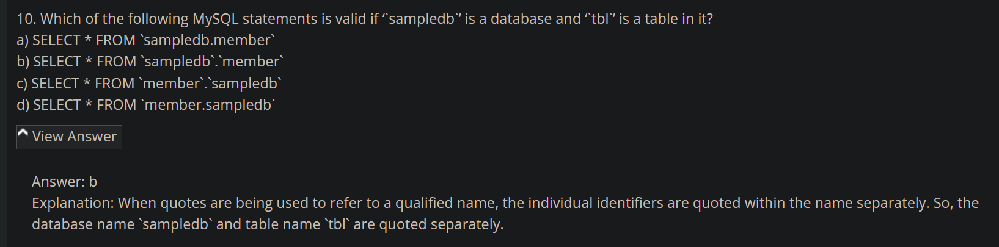 10. Which of the following MySQL statements is valid if ‘`sampledb`’ is a database and ‘`tbl`’ is a table in it?
a) SELECT * FROM `sampledb.member`
b) SELECT * FROM `sampledb`.`member`
c) SELECT * FROM `member`.`sampledb`
d) SELECT * FROM `member.sampledb`
View Answer
Answer: b
Explanation: When quotes are being used to refer to a qualified name, the individual identifiers are quoted within the name separately. So, the
database name `sampledb` and table name `tbl` are quoted separately.